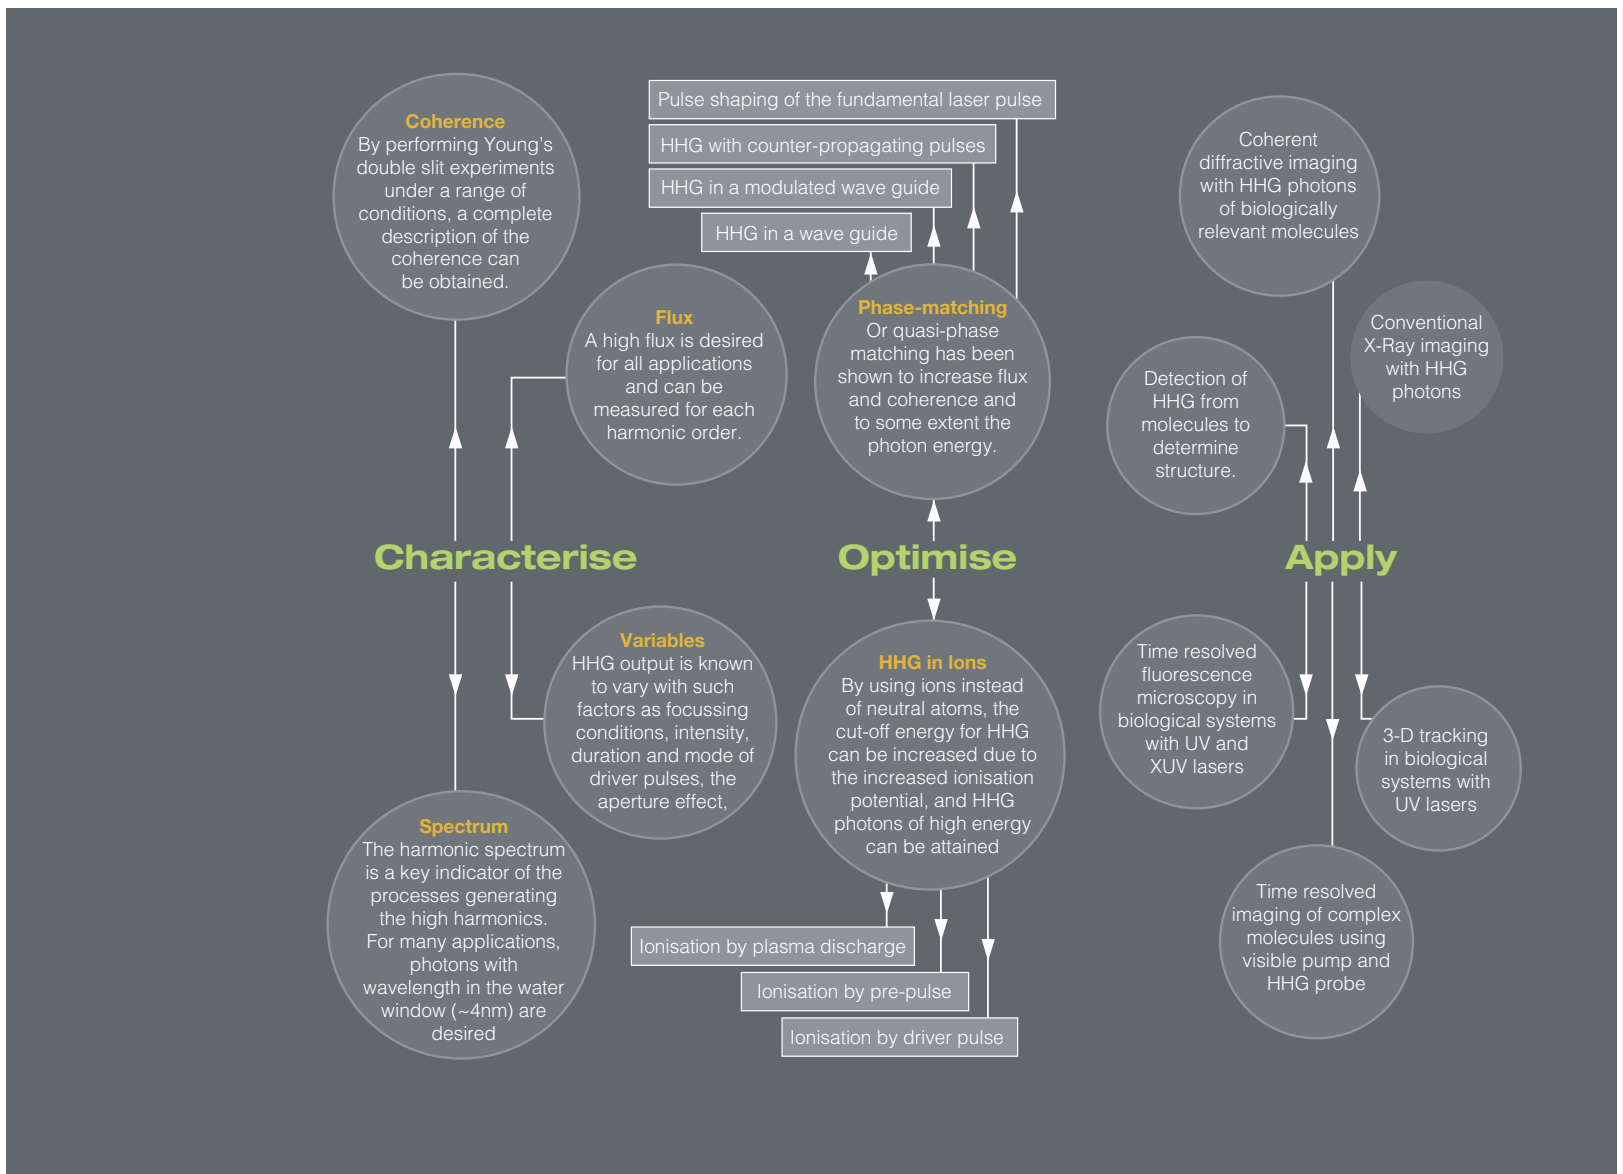 Coherence
By performing Young's
double slit experiments
under a range of
conditions, a complete
description of the
coherence can
be obtained.
Flux
A high flux is desired
for all applications
and can be
measured for each
harmonic order.
Characterise
Variables
HHG output is known
to vary with such
factors as focussing
conditions, intensity,
duration and mode of
driver pulses, the
aperture effect,
Spectrum
The harmonic spectrum
is a key indicator of the
processes generating
the high harmonics.
For many applications,
photons with
wavelength in the water
window (~4nm) are
desired
Pulse shaping of the fundamental laser pulse
HHG with counter-propagating pulses
HHG in a modulated wave guide
HHG in a wave guide
Phase-matching
Or quasi-phase
matching has been
shown to increase flux
and coherence and
to some extent the
photon energy.
Optimise
HHG in Ions
By using ions instead
of neutral atoms, the
cut-off energy for HHG
can be increased due to
the increased ionisation
potential, and HHG
photons of high energy
can be attained
Ionisation by plasma discharge
Ionisation by pre-pulse
Ionisation by driver pulse
Coherent
diffractive imaging
with HHG photons
of biologically
relevant molecules
Conventional
X-Ray imaging
with HHG
photons
Detection of
HHG from
molecules to
determine
structure.
Apply
Time resolved
fluorescence
microscopy in
biological systems
with UV and
XUV lasers
3-D tracking
in biological
systems with
UV lasers
Time resolved
imaging of complex
molecules using
visible pump and
HHG probe